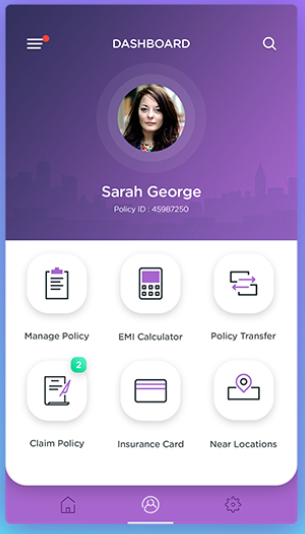 DASHBOARD
Sarah George
Policy ID : 45987250
Manage Policy
EMI Calculator
Policy Transfer
2
Claim Policy
Insurance Card
Near Locations